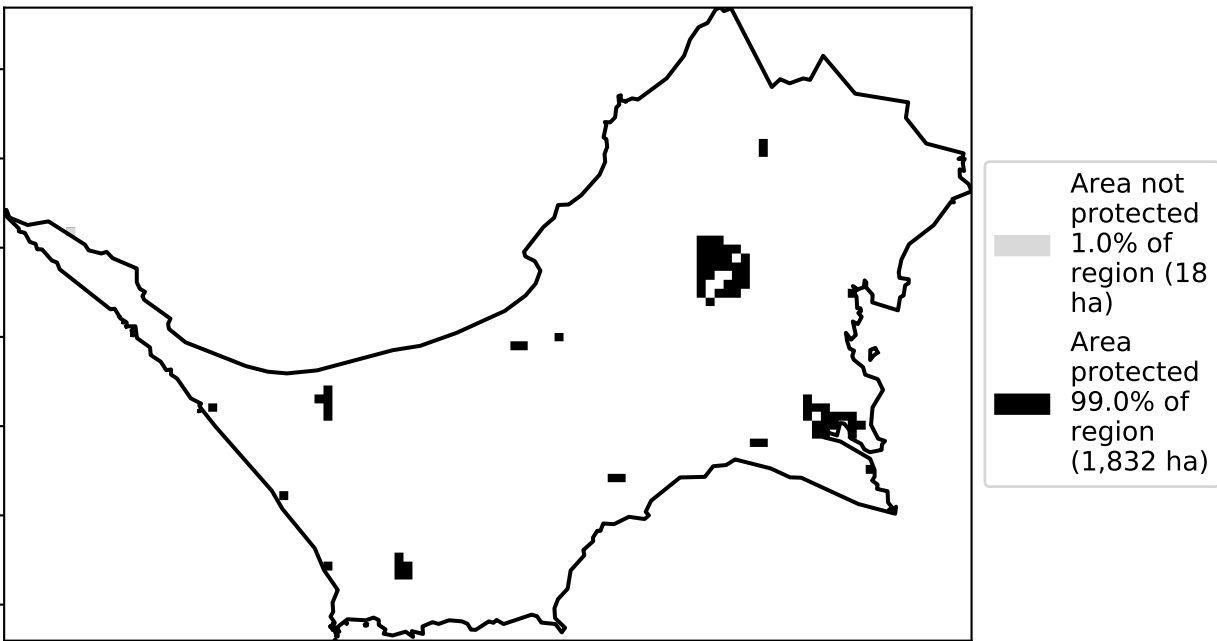 Area not
protected
1.0% of
region (18
ha)
Area
protected
99.0% of
region
(1,832 ha)